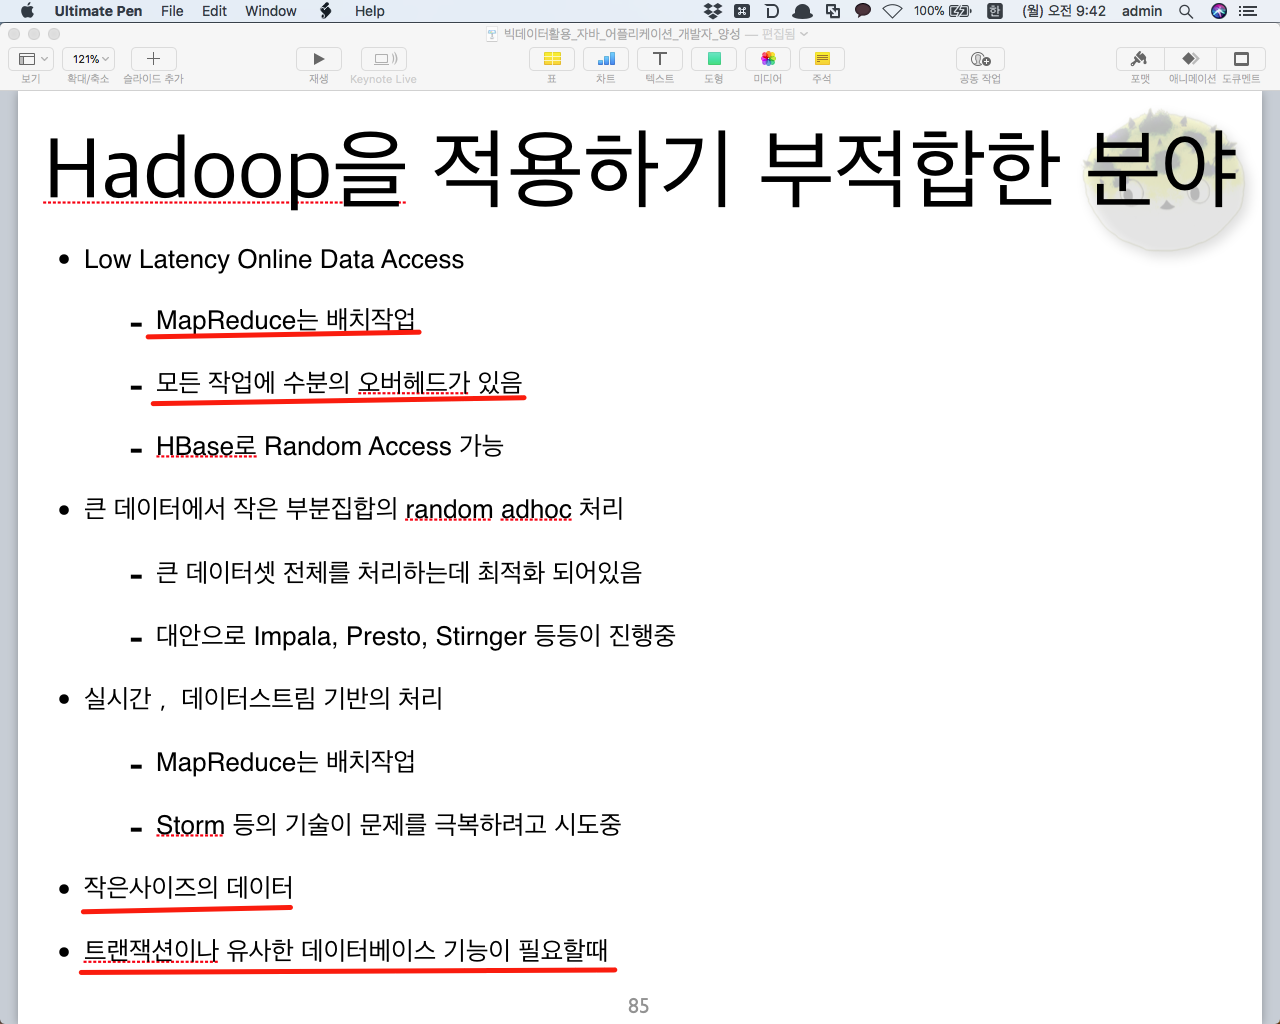 Ultimate Pen File Edit Window Help 100% 한 (월) 오전 9:42 admin
빅데이터활용_자바_어플리케이션_개발자_양성 — 편집됨
121%
보기 확대/축소 슬라이드 추가 재생 Keynote Live 표 차트 텍스트 도형 미디어 주석 공동 작업 포맷 애니메이션 도큐멘트
Hadoop을 적용하기 부적합한 분야
• Low Latency Online Data Access
- MapReduce는 배치작업
- 모든 작업에 수분의 오버헤드가 있음
- HBase로 Random Access 가능
• 큰 데이터에서 작은 부분집합의 random adhoc 처리
- 큰 데이터셋 전체를 처리하는데 최적화 되어있음
- 대안으로 Impala, Presto, Stirnger 등등이 진행중
• 실시간 , 데이터스트림 기반의 처리
- MapReduce는 배치작업
- Storm 등의 기술이 문제를 극복하려고 시도중
• 작은사이즈의 데이터
• 트랜잭션이나 유사한 데이터베이스 기능이 필요할때
85